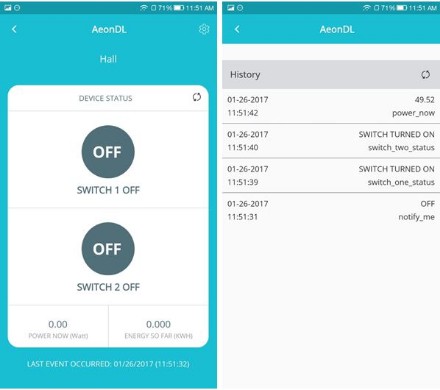 71% 11:51 AM
AeonDL
Hall
DEVICE STATUS
OFF
SWITCH 1 OFF
OFF
SWITCH 2 OFF
0.00
POWER NOW (Watt)
0.000
ENERGY SO FAR (KWH)
LAST EVENT OCCURRED: 01/26/2017 (11:51:32)
71% 11:51 AM
AeonDL
History
01-26-2017 49.52
11:51:42 power_now
01-26-2017 SWITCH TURNED ON
11:51:40 switch_two_status
01-26-2017 SWITCH TURNED ON
11:51:39 switch_one_status
01-26-2017 OFF
11:51:31 notify_me